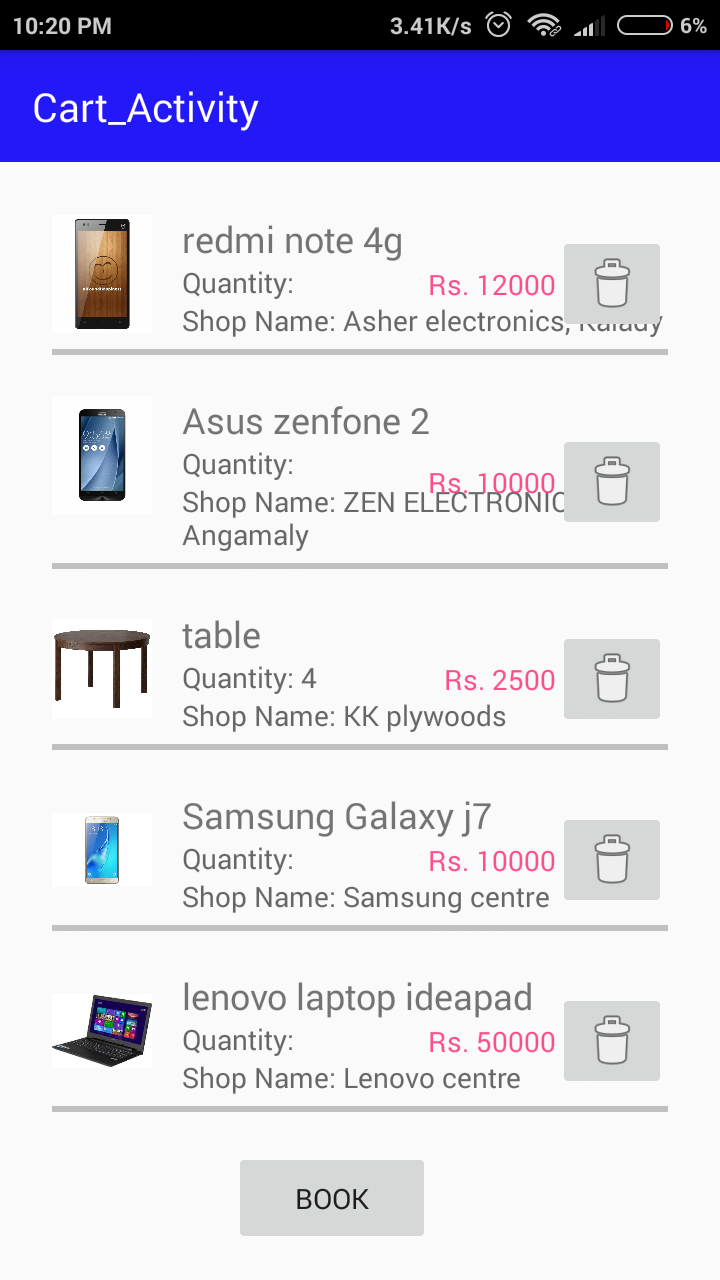 10:20 PM 3.41K/s 6%
Cart_Activity
redmi note 4g
Quantity:
Rs. 12000
Shop Name: Asher electronics, Kalady
Asus zenfone 2
Quantity:
Rs. 10000
Shop Name: ZEN ELECTRONIC
Angamaly
table
Quantity: 4
Rs. 2500
Shop Name: KK plywoods
Samsung Galaxy j7
Quantity:
Rs. 10000
Shop Name: Samsung centre
lenovo laptop ideapad
Quantity:
Rs. 50000
Shop Name: Lenovo centre
BOOK